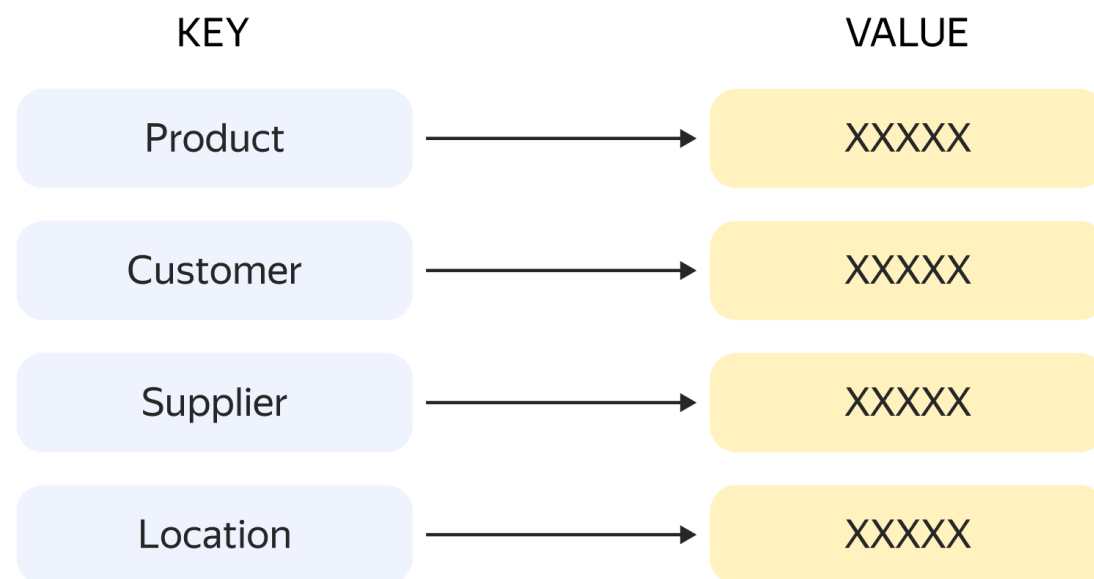 KEY VALUE
Product XXXXX
Customer XXXXX
Supplier XXXXX
Location XXXXX